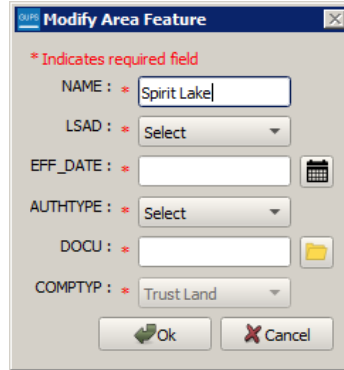 GUPS Modify Area Feature
* Indicates required field
NAME : * Spirit Lake
LSAD : * Select
EFF_DATE : *
AUTHTYPE : * Select
DOCU : *
COMPTYP : * Trust Land
Ok Cancel